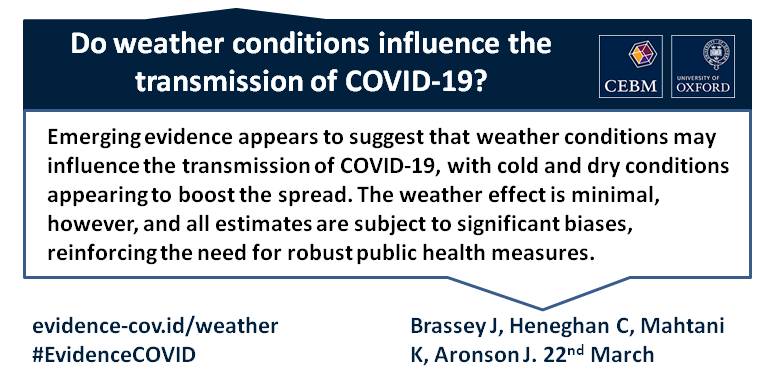 Do weather conditions influence the
transmission of COVID-19?
CEBM
UNIVERSITY OF
OXFORD
Emerging evidence appears to suggest that weather conditions may
influence the transmission of COVID-19, with cold and dry conditions
appearing to boost the spread. The weather effect is minimal,
however, and all estimates are subject to significant biases,
reinforcing the need for robust public health measures.
evidence-cov.id/weather
#EvidenceCOVID
Brassey J, Heneghan C, Mahtani
K, Aronson J. 22nd March